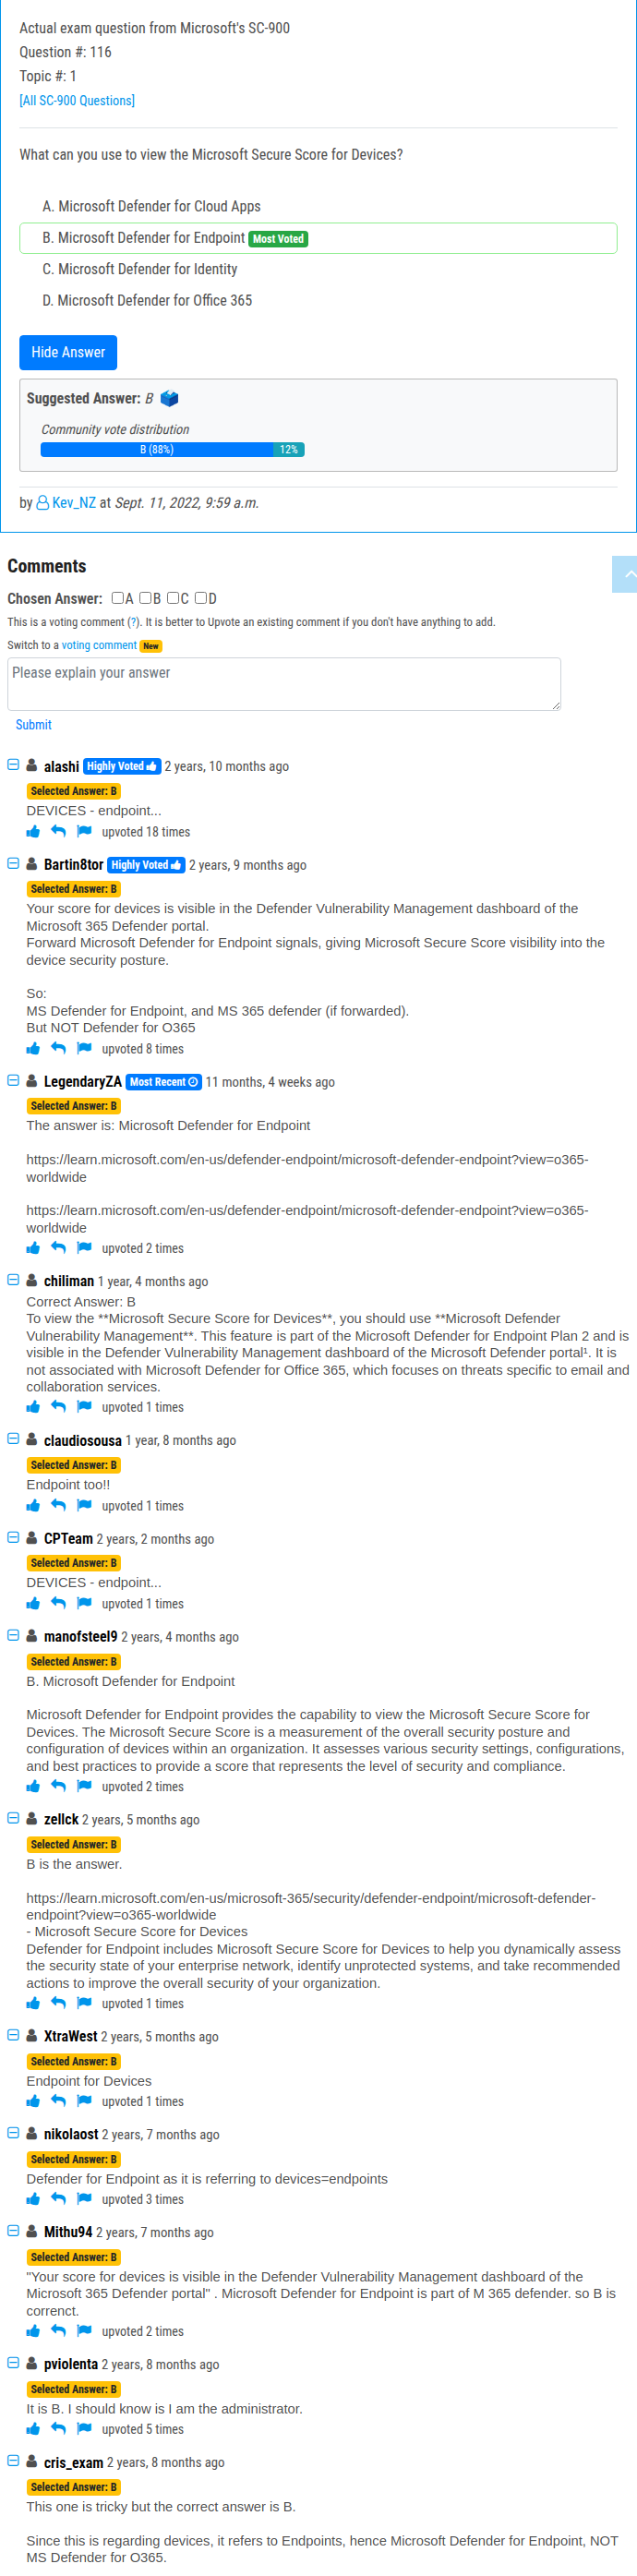 Actual exam question from Microsoft's SC-900
Question #: 116
Topic #: 1
[All SC-900 Questions]
What can you use to view the Microsoft Secure Score for Devices?
A. Microsoft Defender for Cloud Apps
B. Microsoft Defender for Endpoint Most Voted
C. Microsoft Defender for Identity
D. Microsoft Defender for Office 365
Hide Answer
Suggested Answer: B
Community vote distribution
B (88%) 12%
by Kev_NZ at Sept. 11, 2022, 9:59 a.m.
Comments
Chosen Answer: A B C D
This is a voting comment (?). It is better to Upvote an existing comment if you don't have anything to add.
Switch to a voting comment New
Please explain your answer
Submit
alashi Highly Voted 2 years, 10 months ago
Selected Answer: B
DEVICES - endpoint...
upvoted 18 times
Bartin8tor Highly Voted 2 years, 9 months ago
Selected Answer: B
Your score for devices is visible in the Defender Vulnerability Management dashboard of the
Microsoft 365 Defender portal.
Forward Microsoft Defender for Endpoint signals, giving Microsoft Secure Score visibility into the
device security posture.
So:
MS Defender for Endpoint, and MS 365 defender (if forwarded).
But NOT Defender for O365
upvoted 8 times
LegendaryZA Most Recent 11 months, 4 weeks ago
Selected Answer: B
The answer is: Microsoft Defender for Endpoint
https://learn.microsoft.com/en-us/defender-endpoint/microsoft-defender-endpoint?view=o365-
worldwide
https://learn.microsoft.com/en-us/defender-endpoint/microsoft-defender-endpoint?view=o365-
worldwide
upvoted 2 times
chiliman 1 year, 4 months ago
Correct Answer: B
To view the **Microsoft Secure Score for Devices**, you should use **Microsoft Defender
Vulnerability Management**. This feature is part of the Microsoft Defender for Endpoint Plan 2 and is
visible in the Defender Vulnerability Management dashboard of the Microsoft Defender portal¹. It is
not associated with Microsoft Defender for Office 365, which focuses on threats specific to email and
collaboration services.
upvoted 1 times
claudiosousa 1 year, 8 months ago
Selected Answer: B
Endpoint too!!
upvoted 1 times
CPTeam 2 years, 2 months ago
Selected Answer: B
DEVICES - endpoint...
upvoted 1 times
manofsteel9 2 years, 4 months ago
Selected Answer: B
B. Microsoft Defender for Endpoint
Microsoft Defender for Endpoint provides the capability to view the Microsoft Secure Score for
Devices. The Microsoft Secure Score is a measurement of the overall security posture and
configuration of devices within an organization. It assesses various security settings, configurations,
and best practices to provide a score that represents the level of security and compliance.
upvoted 2 times
zellck 2 years, 5 months ago
Selected Answer: B
B is the answer.
https://learn.microsoft.com/en-us/microsoft-365/security/defender-endpoint/microsoft-defender-
endpoint?view=o365-worldwide
- Microsoft Secure Score for Devices
Defender for Endpoint includes Microsoft Secure Score for Devices to help you dynamically assess
the security state of your enterprise network, identify unprotected systems, and take recommended
actions to improve the overall security of your organization.
upvoted 1 times
XtraWest 2 years, 5 months ago
Selected Answer: B
Endpoint for Devices
upvoted 1 times
nikolaost 2 years, 7 months ago
Selected Answer: B
Defender for Endpoint as it is referring to devices=endpoints
upvoted 3 times
Mithu94 2 years, 7 months ago
Selected Answer: B
"Your score for devices is visible in the Defender Vulnerability Management dashboard of the
Microsoft 365 Defender portal" . Microsoft Defender for Endpoint is part of M 365 defender. so B is
correnct.
upvoted 2 times
pviolenta 2 years, 8 months ago
Selected Answer: B
It is B. I should know is I am the administrator.
upvoted 5 times
cris_exam 2 years, 8 months ago
Selected Answer: B
This one is tricky but the correct answer is B.
Since this is regarding devices, it refers to Endpoints, hence Microsoft Defender for Endpoint, NOT
MS Defender for O365.